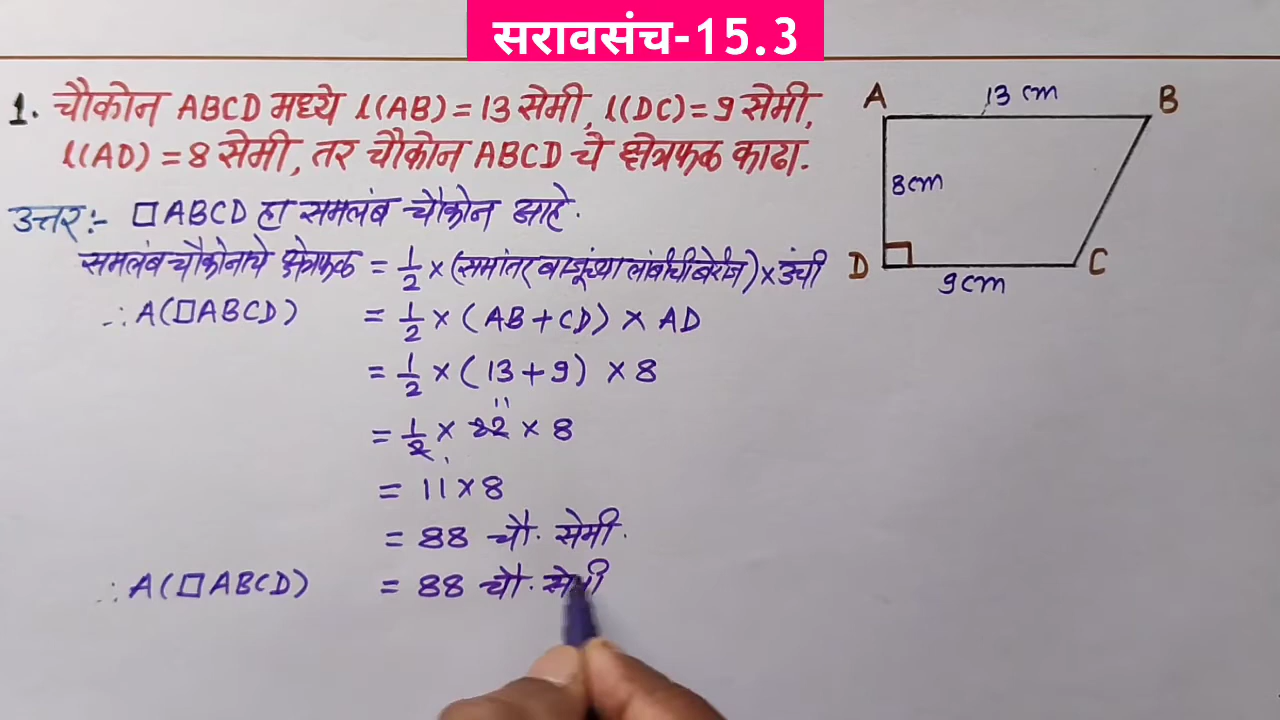 सरावसंच-15.3
1. चौकोन ABCD मध्ये l(AB) = 13 सेमी, l(DC) = 9 सेमी,
l(AD) = 8 सेमी, तर चौकोन ABCD चे क्षेत्रफळ काढा.
A 13 cm B
8cm
D 9cm C
उत्तर:- □ABCD हा समलंब चौकोन आहे.
समलंब चौकोनाचे क्षेत्रफळ = 1/2 × (समांतर बाजूंच्या लांबीची बेरीज) × उंची
∴ A(□ABCD) = 1/2 × (AB + CD) × AD
= 1/2 × (13 + 9) × 8
= 1/2 × 22 × 8
11
1
= 11 × 8
= 88 चौ. सेमी.
∴ A(□ABCD) = 88 चौ. सेमी